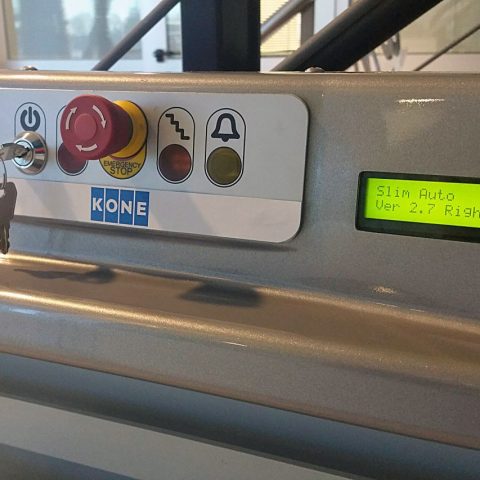 EMERGENCY
STOP
KONE
Slim Auto
Ver 2.7 Righ